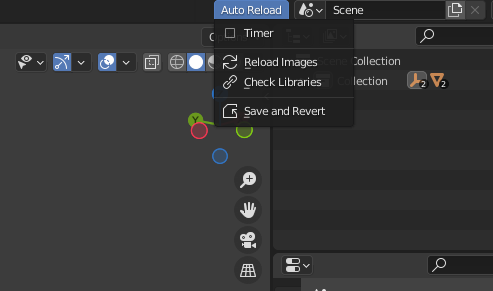 Auto Reload
Scene
Timer
Reload Images
Check Libraries
Save and Revert
Scene Collection
Collection
2
2
Y